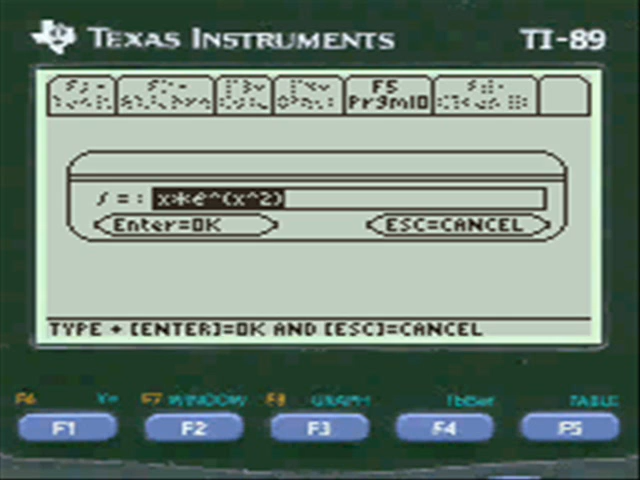 TEXAS INSTRUMENTS TI-89
F5
PrgmIO
∫ = : x*e^(x^2)
Enter=OK ESC=CANCEL
TYPE + [ENTER]=OK AND [ESC]=CANCEL
F6 Y= F7 WINDOW F8 GRAPH TblSet TABLE
F1 F2 F3 F4 F5